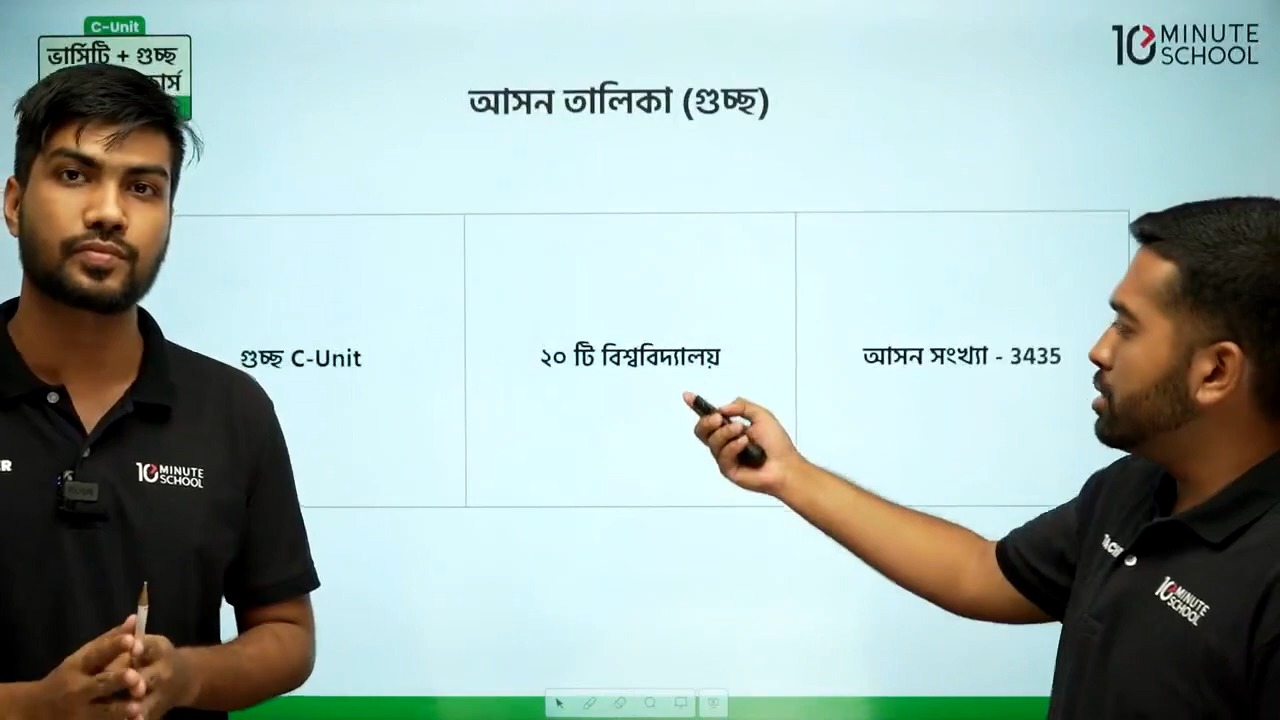 C-Unit
ভার্সিটি + গুচ্ছ
10 MINUTE
SCHOOL
আসন তালিকা (গুচ্ছ)
গুচ্ছ C-Unit
২০ টি বিশ্ববিদ্যালয়
আসন সংখ্যা - 3435
10 MINUTE
SCHOOL
10 MINUTE
SCHOOL